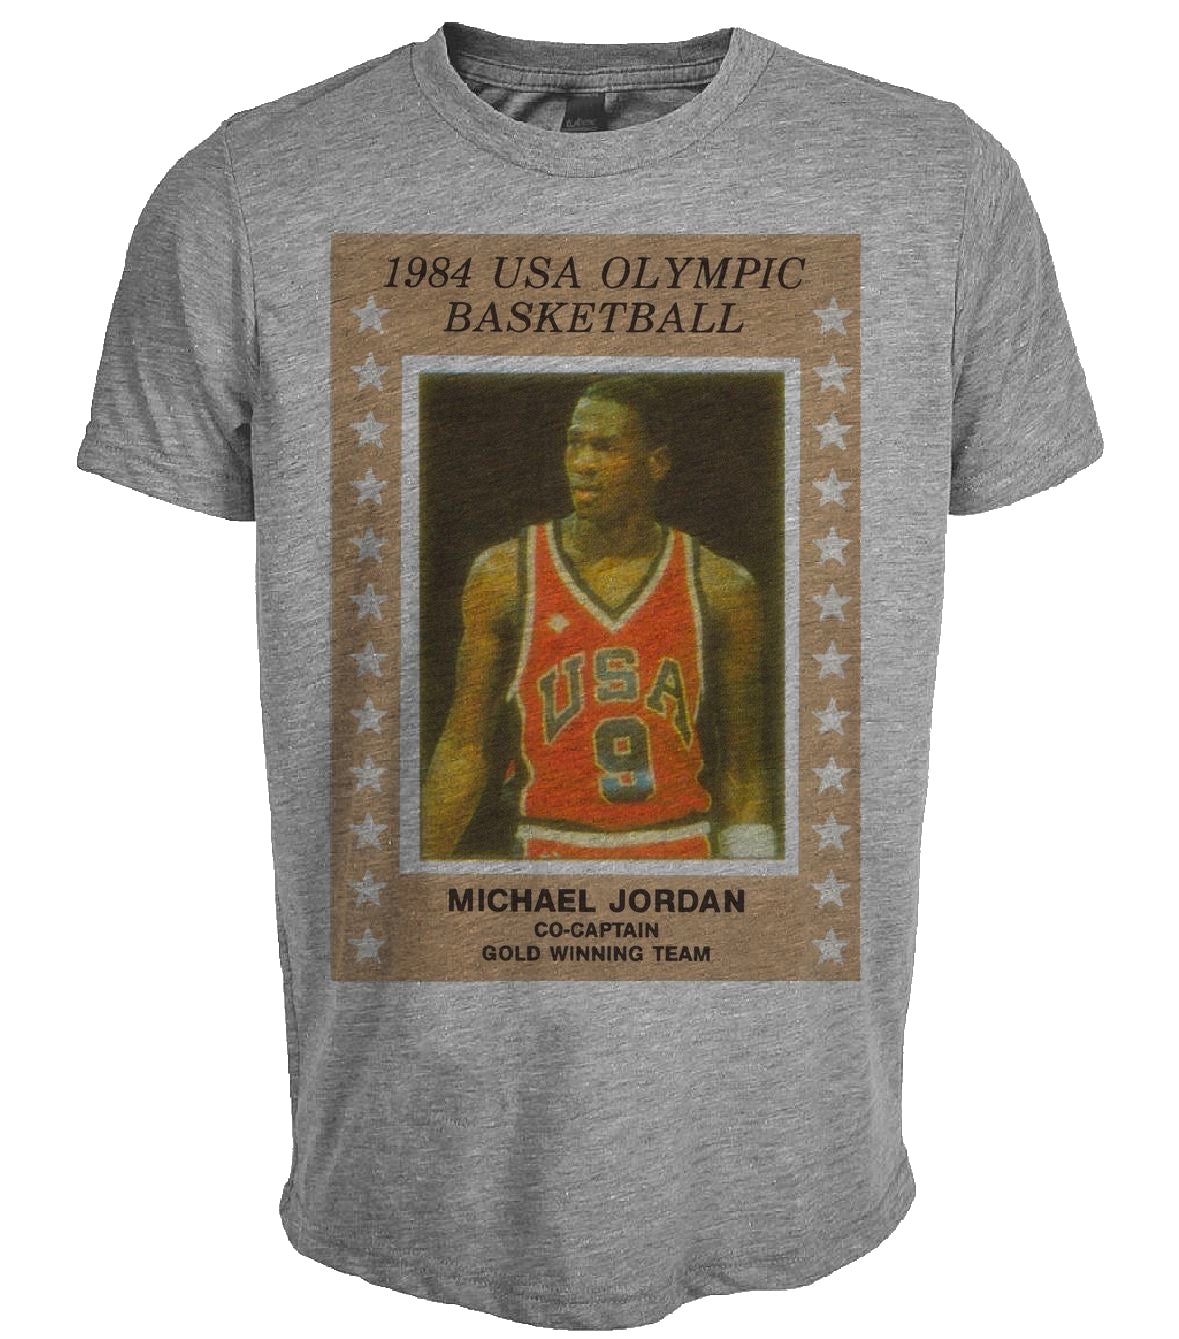 1984 USA OLYMPIC
BASKETBALL
USA
9
MICHAEL JORDAN
CO-CAPTAIN
GOLD WINNING TEAM